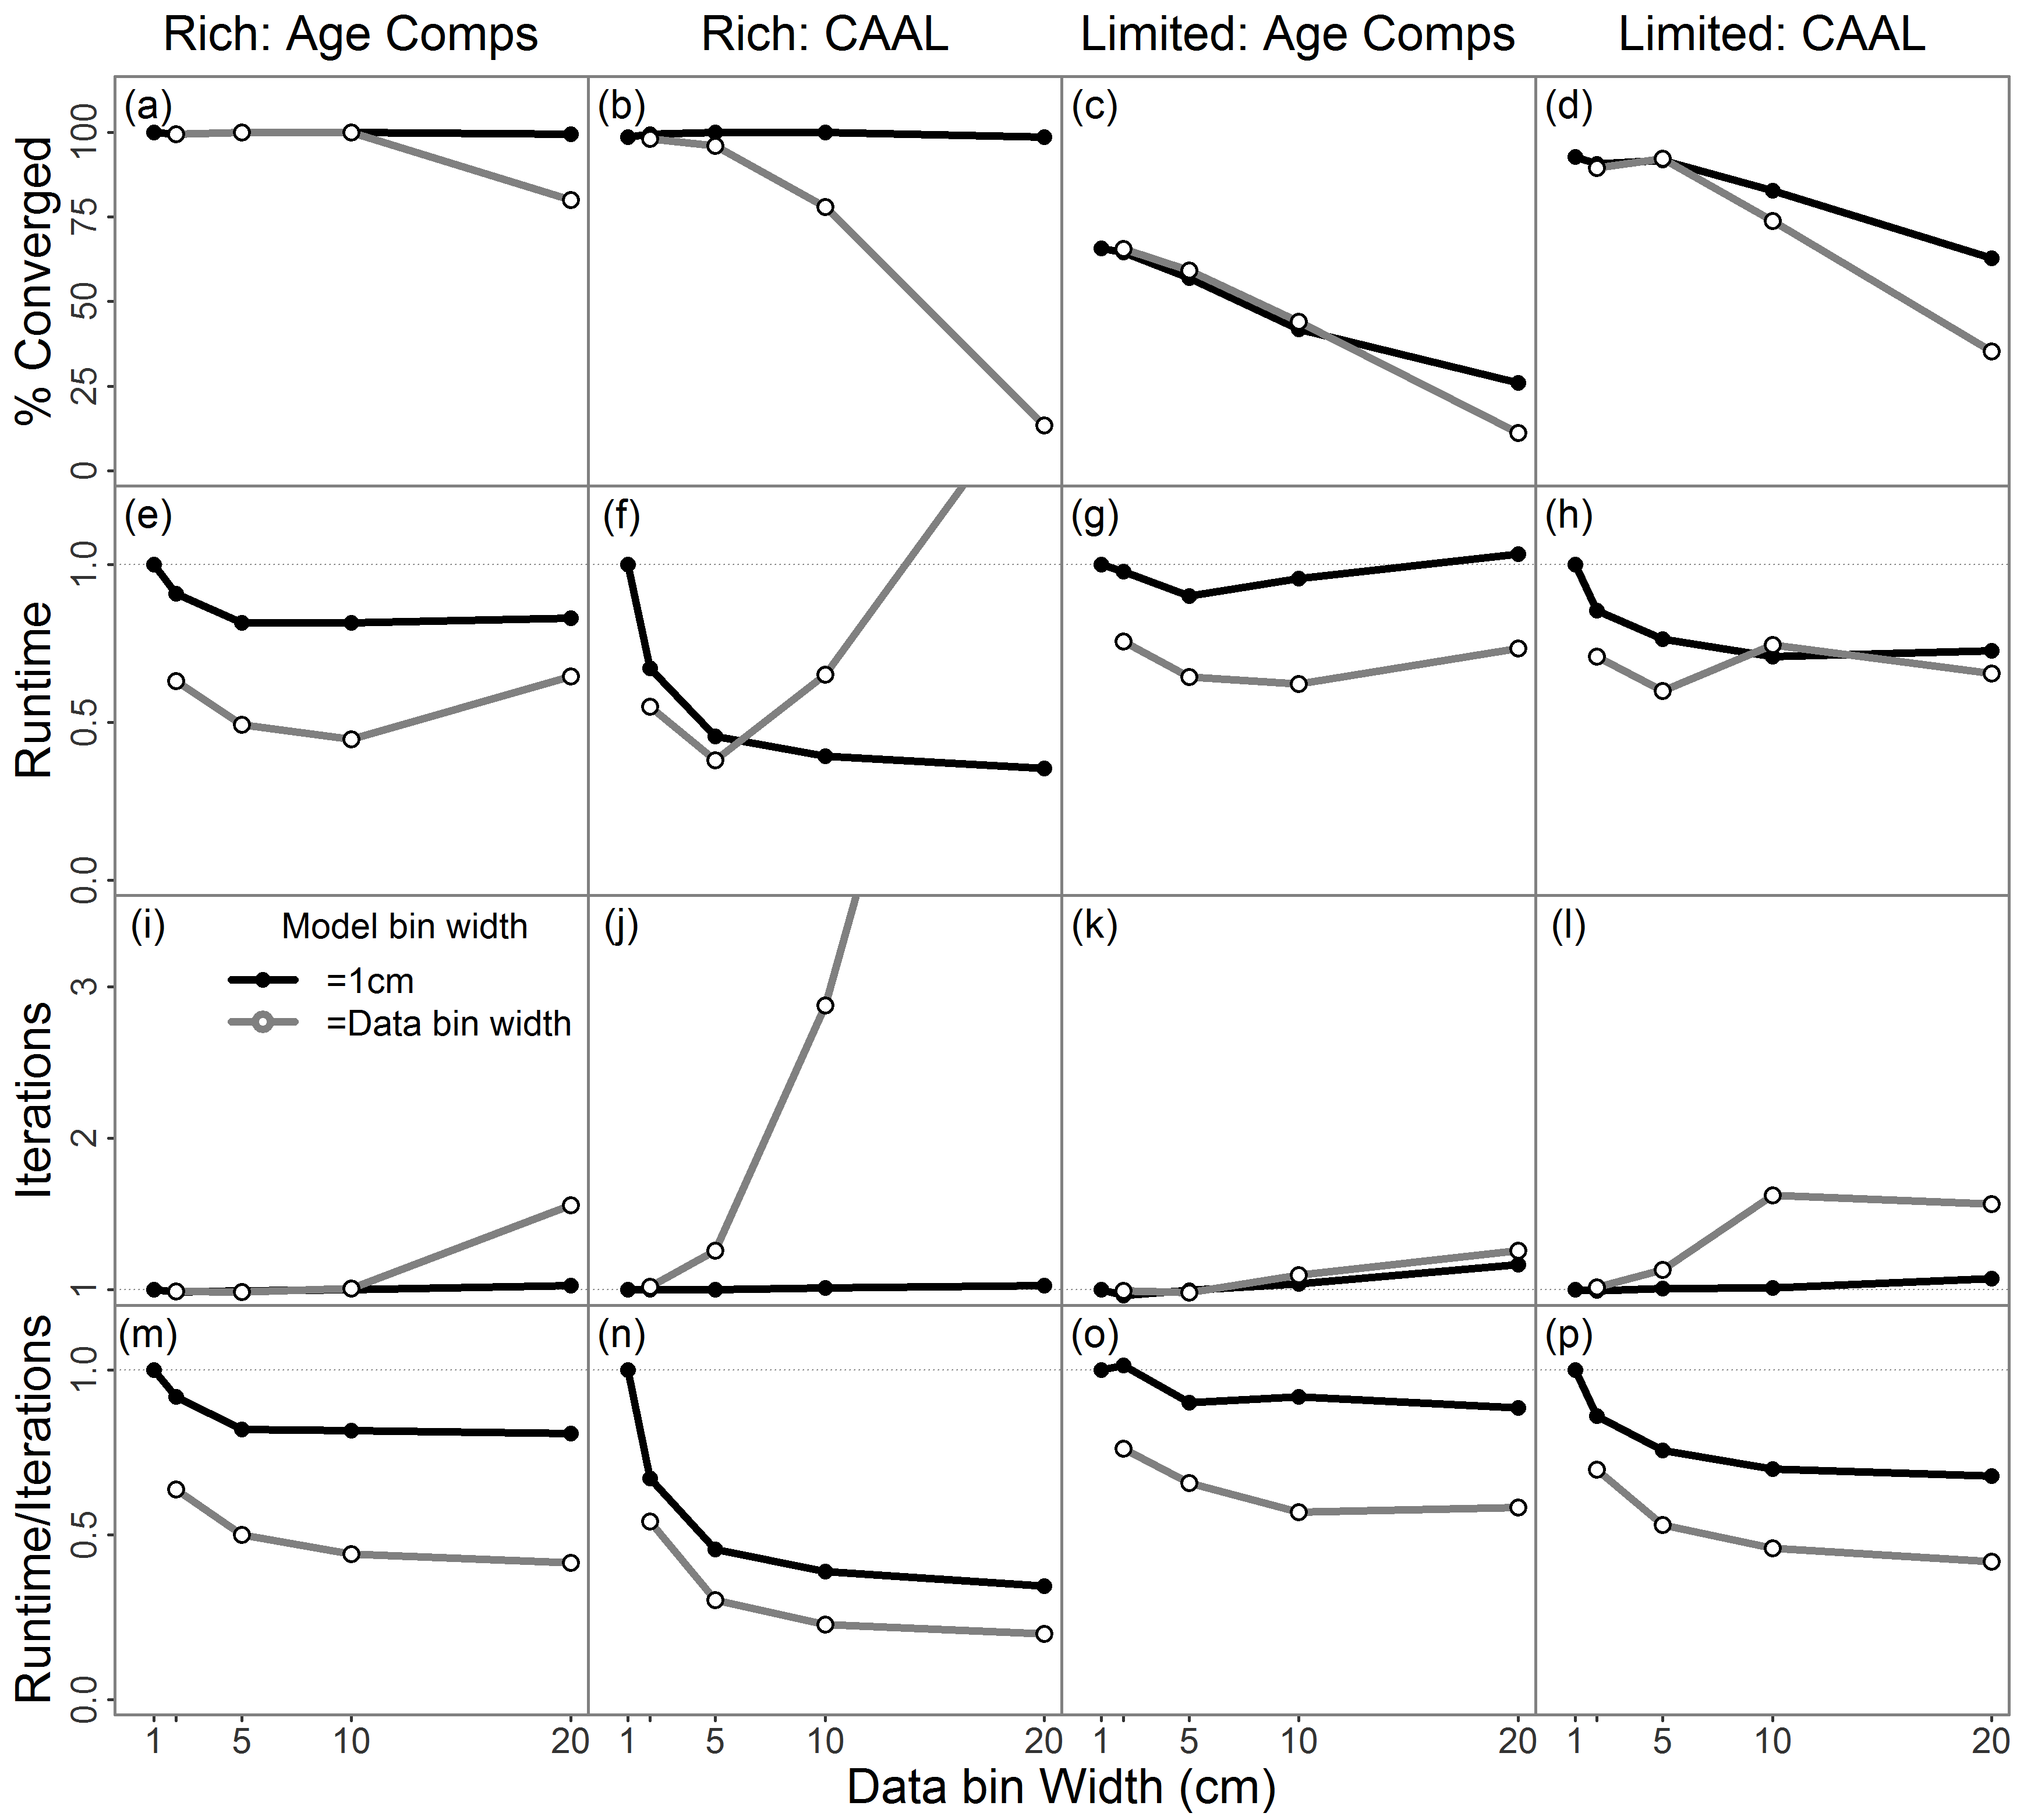 Rich: Age Comps
Rich: CAAL
Limited: Age Comps
Limited: CAAL
% Converged
100
75
50
25
0
(a)
(b)
(c)
(d)
Runtime
1.0
0.5
0.0
(e)
(f)
(g)
(h)
Iterations
3
2
1
(i)
Model bin width
=1cm
=Data bin width
(j)
(k)
(l)
Runtime/Iterations
1.0
0.5
0.0
(m)
(n)
(o)
(p)
1 5 10 20
1 5 10 20
1 5 10 20
1 5 10 20
Data bin Width (cm)